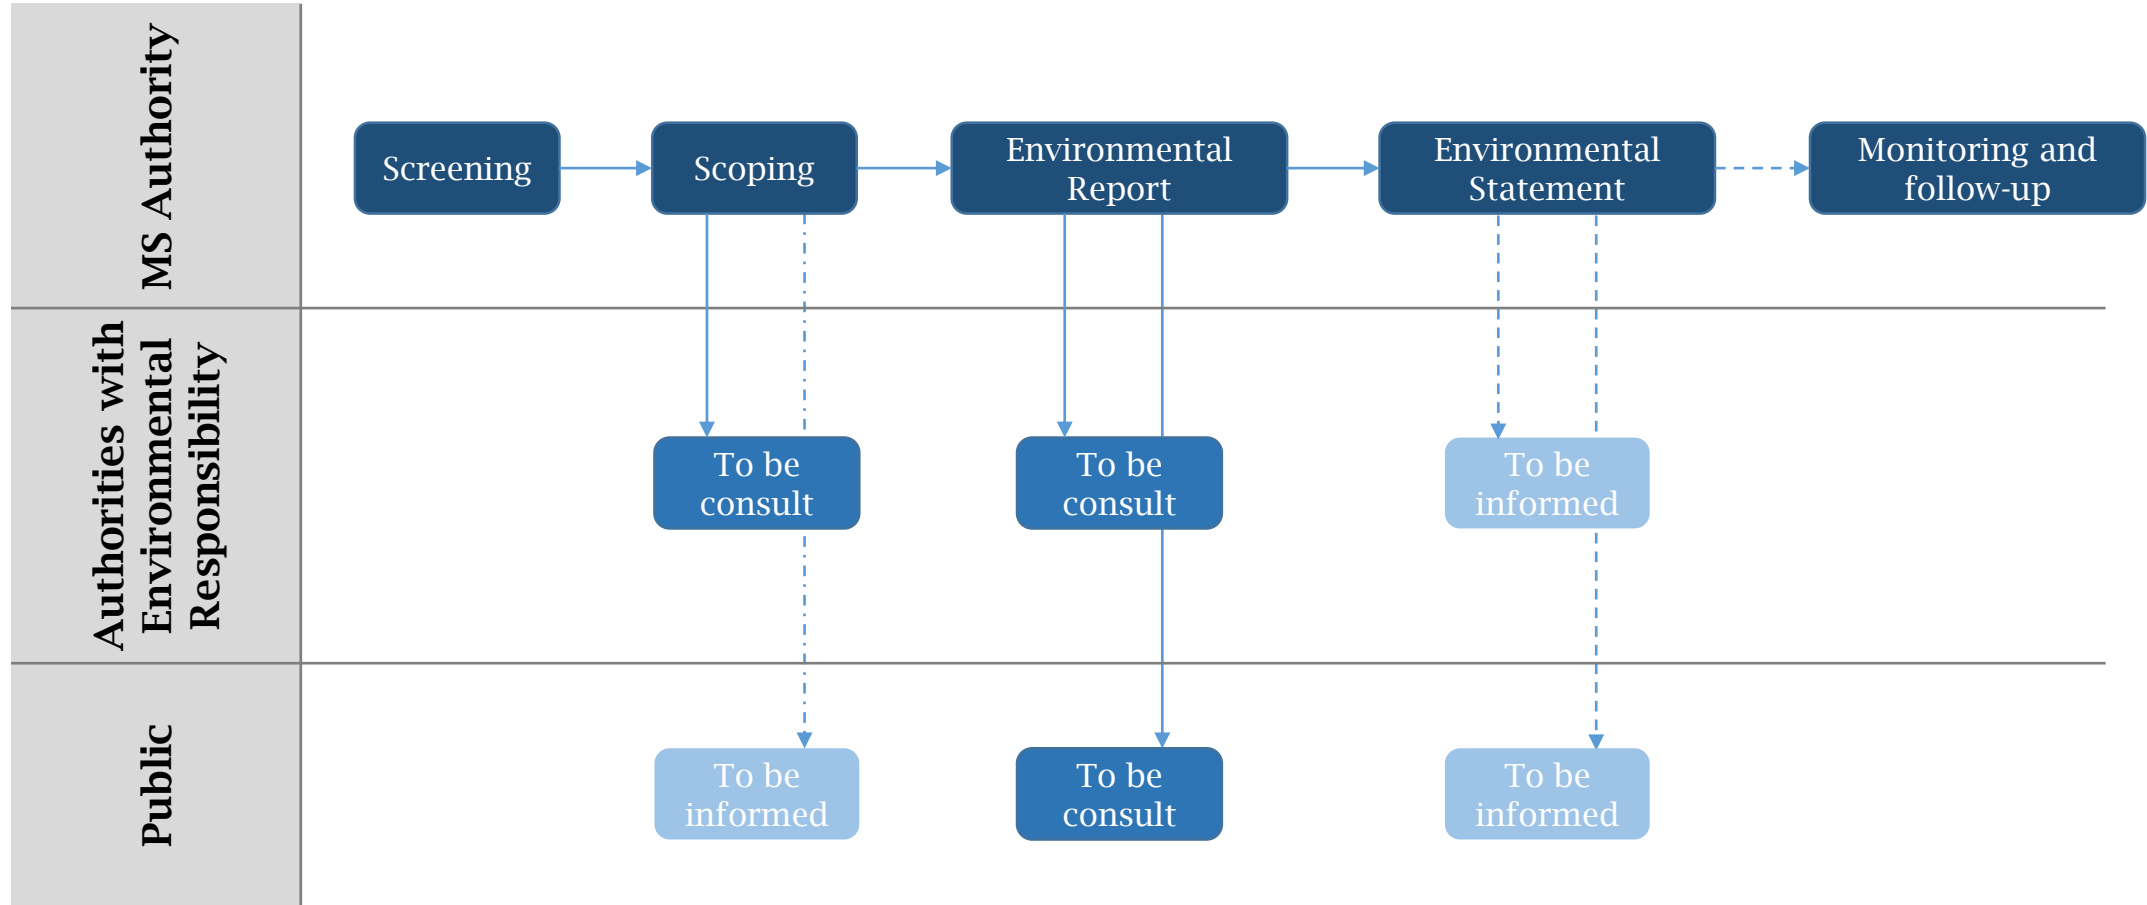 MS Authority
Screening
Scoping
Environmental
Report
Environmental
Statement
Monitoring and
follow-up
Authorities with
Environmental
Responsibility
To be
consult
To be
consult
To be
informed
Public
To be
informed
To be
consult
To be
informed